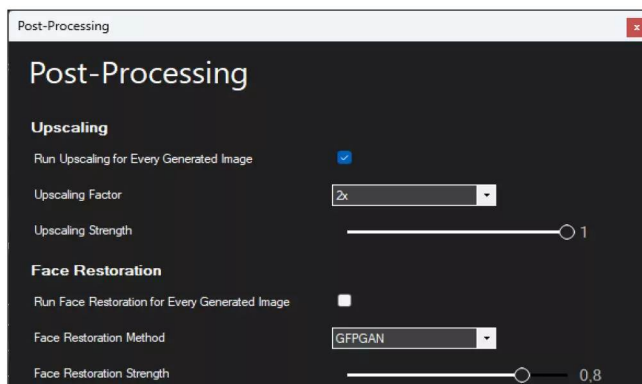 Post-Processing
x
Post-Processing
Upscaling
Run Upscaling for Every Generated Image
Upscaling Factor 2x
Upscaling Strength 1
Face Restoration
Run Face Restoration for Every Generated Image
Face Restoration Method GFPGAN
Face Restoration Strength 0,8